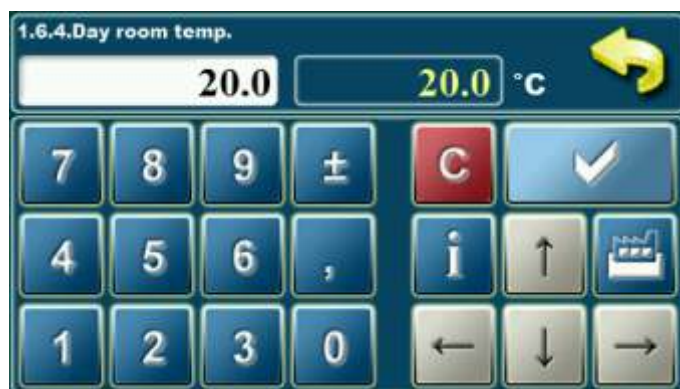 1.6.4.Day room temp.
20.0 20.0 °C
7 8 9 ± C
4 5 6 , i ↑
1 2 3 0 ← ↓ →